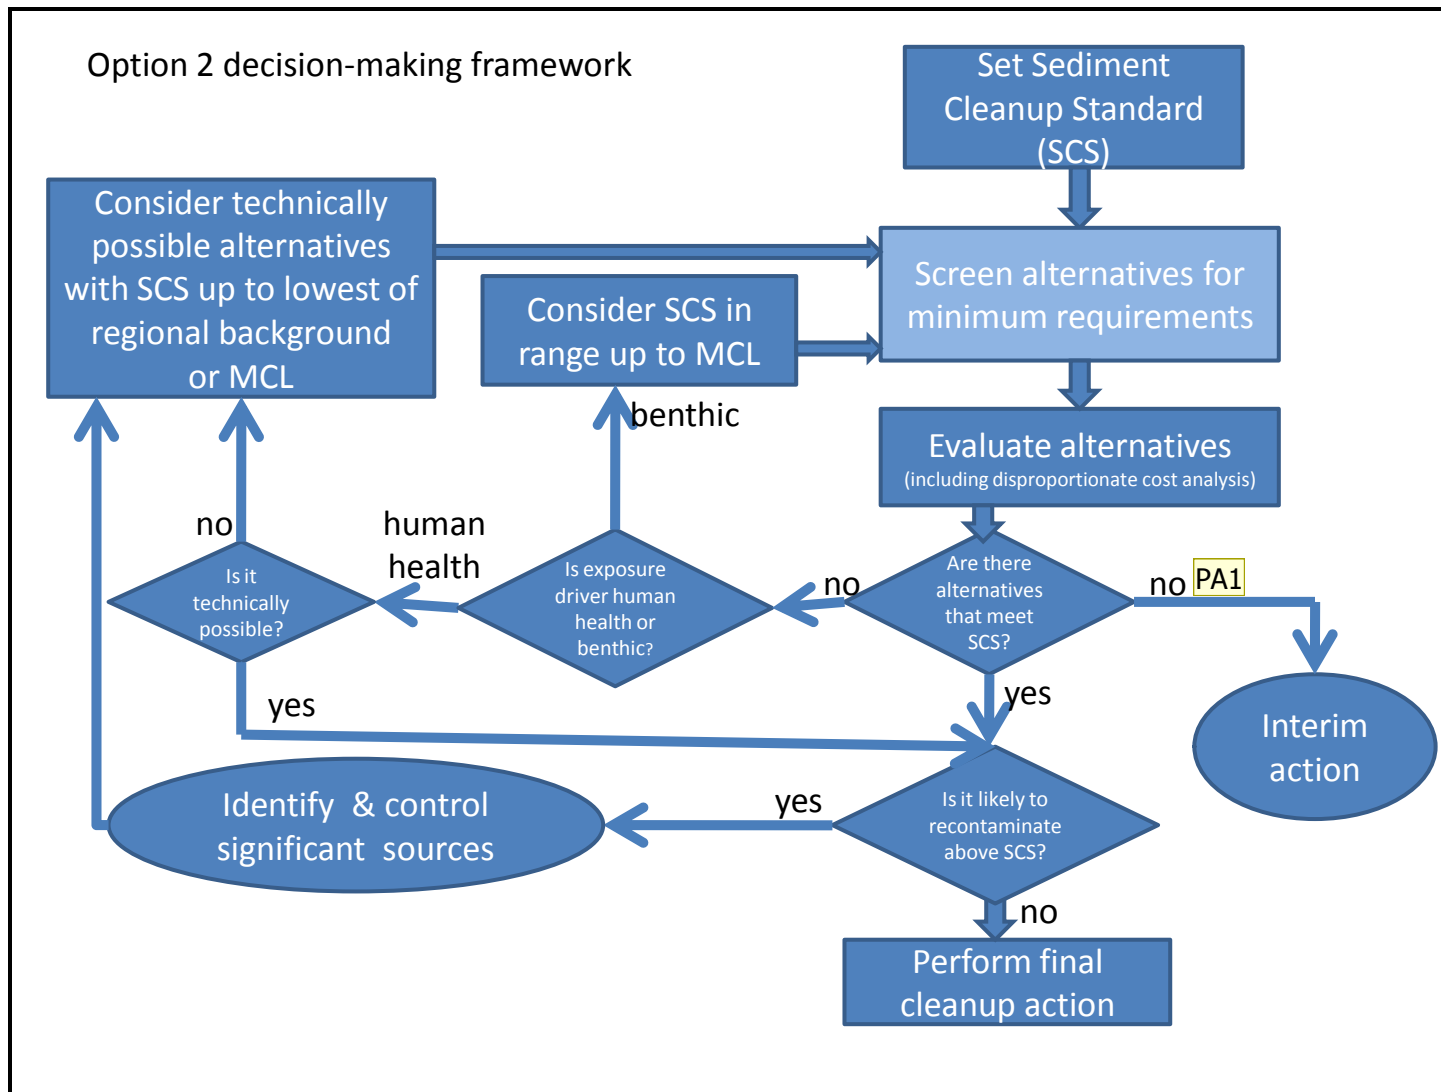 Option 2 decision-making framework
Set Sediment
Cleanup Standard
(SCS)
Consider technically
possible alternatives
with SCS up to lowest of
regional background
or MCL
Screen alternatives for
minimum requirements
Consider SCS in
range up to MCL
benthic
Evaluate alternatives
(including disproportionate cost analysis)
no
human
health
Is it
technically
possible?
Is exposure
driver human
health or
benthic?
no
Are there
alternatives
that meet
SCS?
no
PA1
yes
yes
Interim
action
Identify & control
significant sources
yes
Is it likely to
recontaminate
above SCS?
no
Perform final
cleanup action